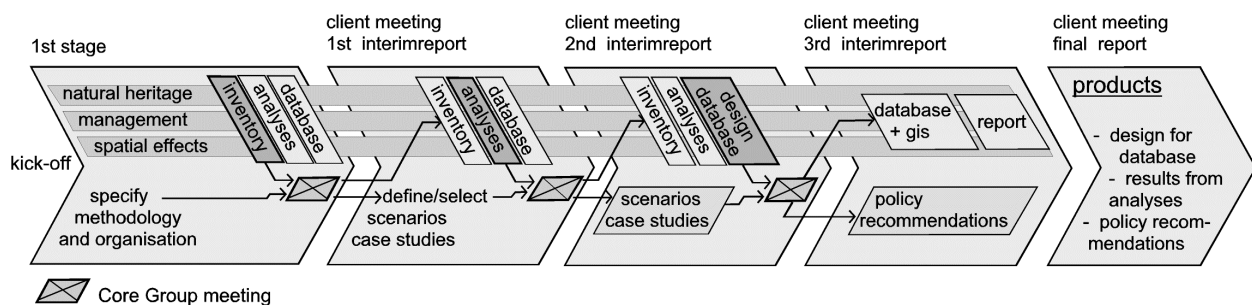 1st stage
client meeting
1st interimreport
client meeting
2nd interimreport
client meeting
3rd interimreport
client meeting
final report
natural heritage
management
spatial effects
kick-off
inventory
analyses
database
specify
methodology
and organisation
inventory
analyses
database
define/select
scenarios
case studies
inventory
analyses
design
database
scenarios
case studies
database
+ gis
report
policy
recommendations
products
- design for
database
- results from
analyses
- policy recom-
mendations
Core Group meeting